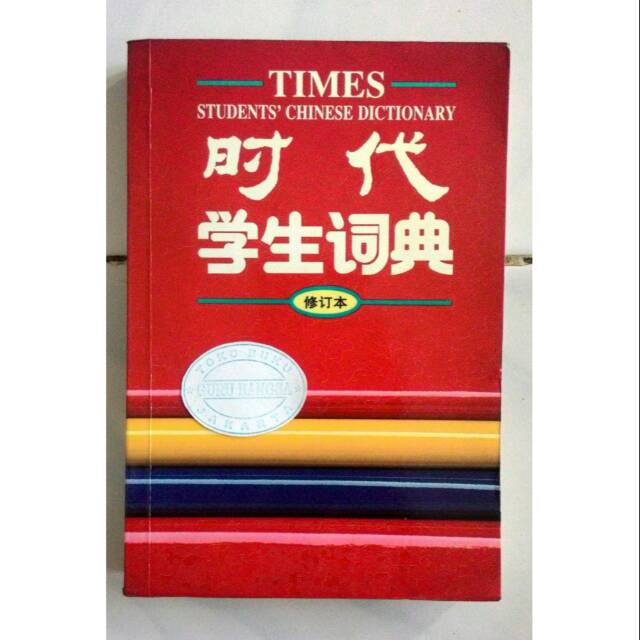 TIMES
STUDENTS' CHINESE DICTIONARY
时代
学生词典
修订本
TOKO BUKU
GURU BANGSA
JAKARTA